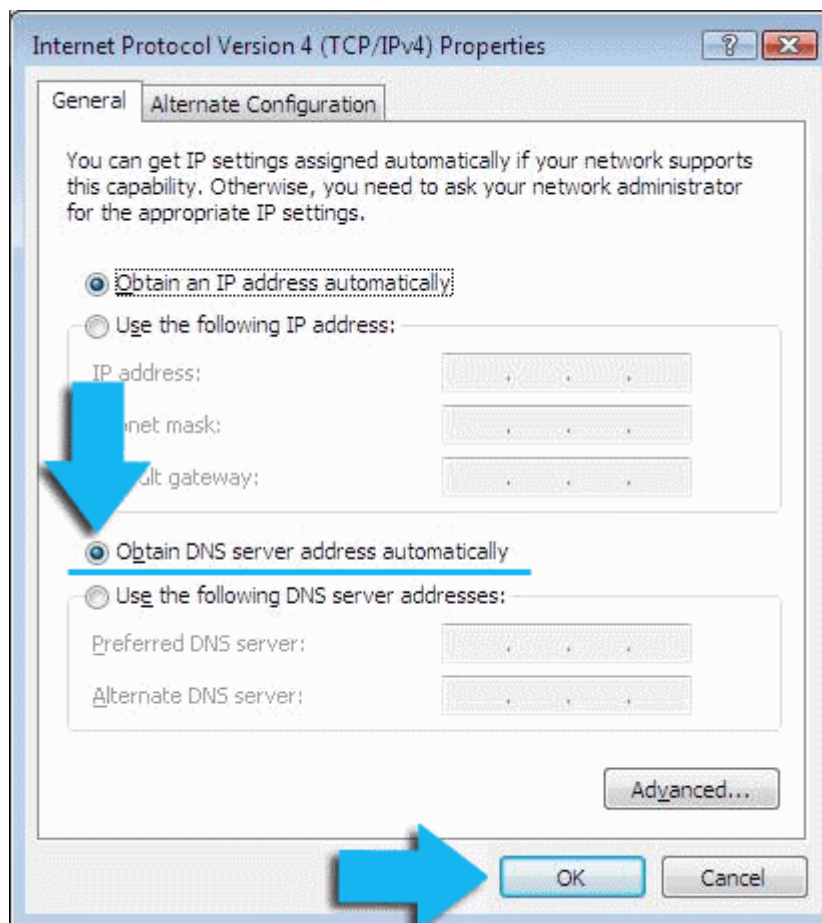 Internet Protocol Version 4 (TCP/IPv4) Properties
General
Alternate Configuration
You can get IP settings assigned automatically if your network supports
this capability. Otherwise, you need to ask your network administrator
for the appropriate IP settings.
Obtain an IP address automatically
Use the following IP address:
IP address:
mask:
gateway:
Obtain DNS server address automatically
Use the following DNS server addresses:
Preferred DNS server:
Alternate DNS server:
Advanced...
OK
Cancel